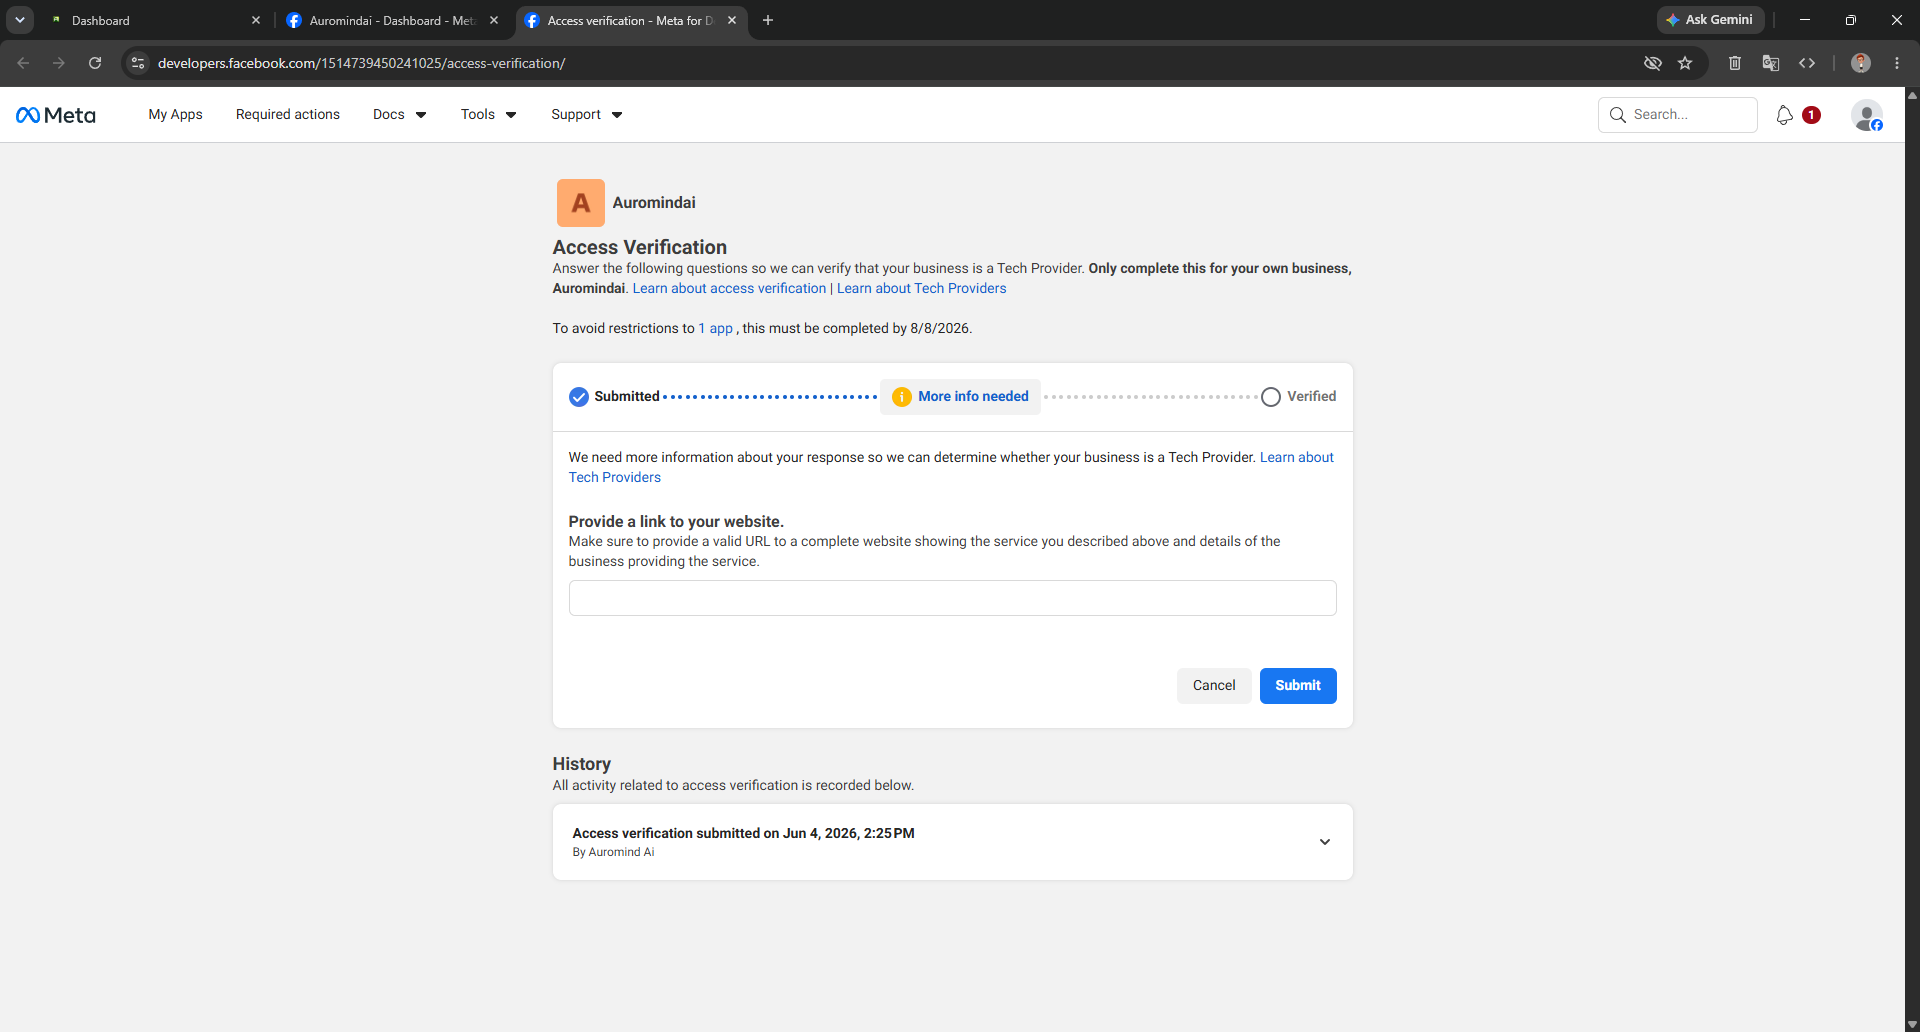 Dashboard
Auromindai - Dashboard - Met
Access verification - Meta for D
Ask Gemini
developers.facebook.com/1514739450241025/access-verification/
Meta
My Apps
Required actions
Docs
Tools
Support
Search...
1
A
Auromindai
Access Verification
Answer the following questions so we can verify that your business is a Tech Provider. Only complete this for your own business,
Auromindai. Learn about access verification | Learn about Tech Providers
To avoid restrictions to 1 app , this must be completed by 8/8/2026.
Submitted
More info needed
Verified
We need more information about your response so we can determine whether your business is a Tech Provider. Learn about
Tech Providers
Provide a link to your website.
Make sure to provide a valid URL to a complete website showing the service you described above and details of the
business providing the service.
Cancel
Submit
History
All activity related to access verification is recorded below.
Access verification submitted on Jun 4, 2026, 2:25 PM
By Auromind Ai